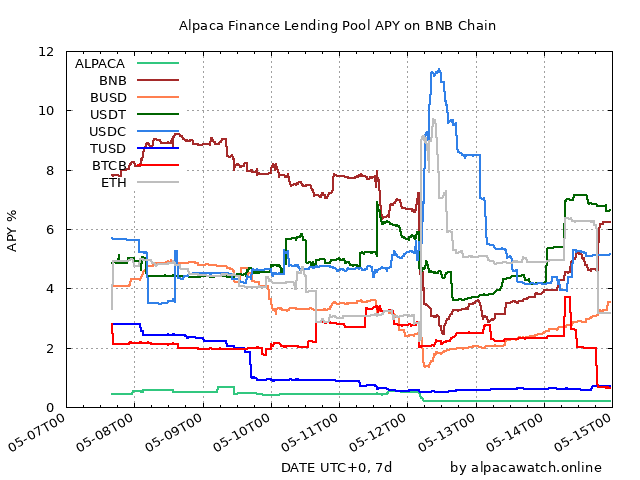 Alpaca Finance Lending Pool APY on BNB Chain
12
10
8
6
4
2
0
APY %
ALPACA
BNB
BUSD
USDT
USDC
TUSD
BTCB
ETH
05-07T00
05-08T00
05-09T00
05-10T00
05-11T00
05-12T00
05-13T00
05-14T00
05-15T00
DATE UTC+0, 7d
by alpacawatch.online